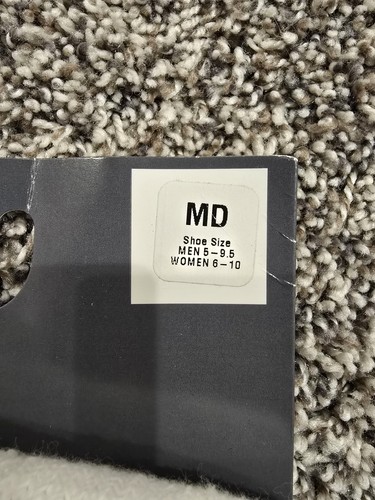 MD
Shoe Size
MEN 5-9.5
WOMEN 6-10